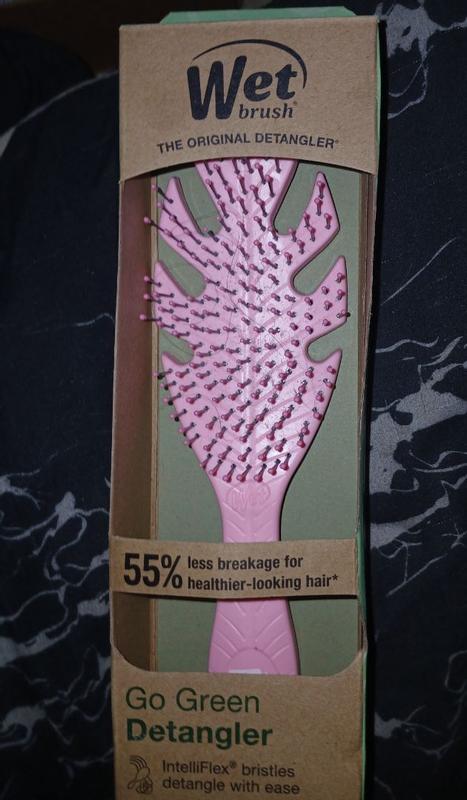 Wet
brush®
THE ORIGINAL DETANGLER®
55% less breakage for
healthier-looking hair*
Go Green
Detangler
IntelliFlex® bristles
detangle with ease